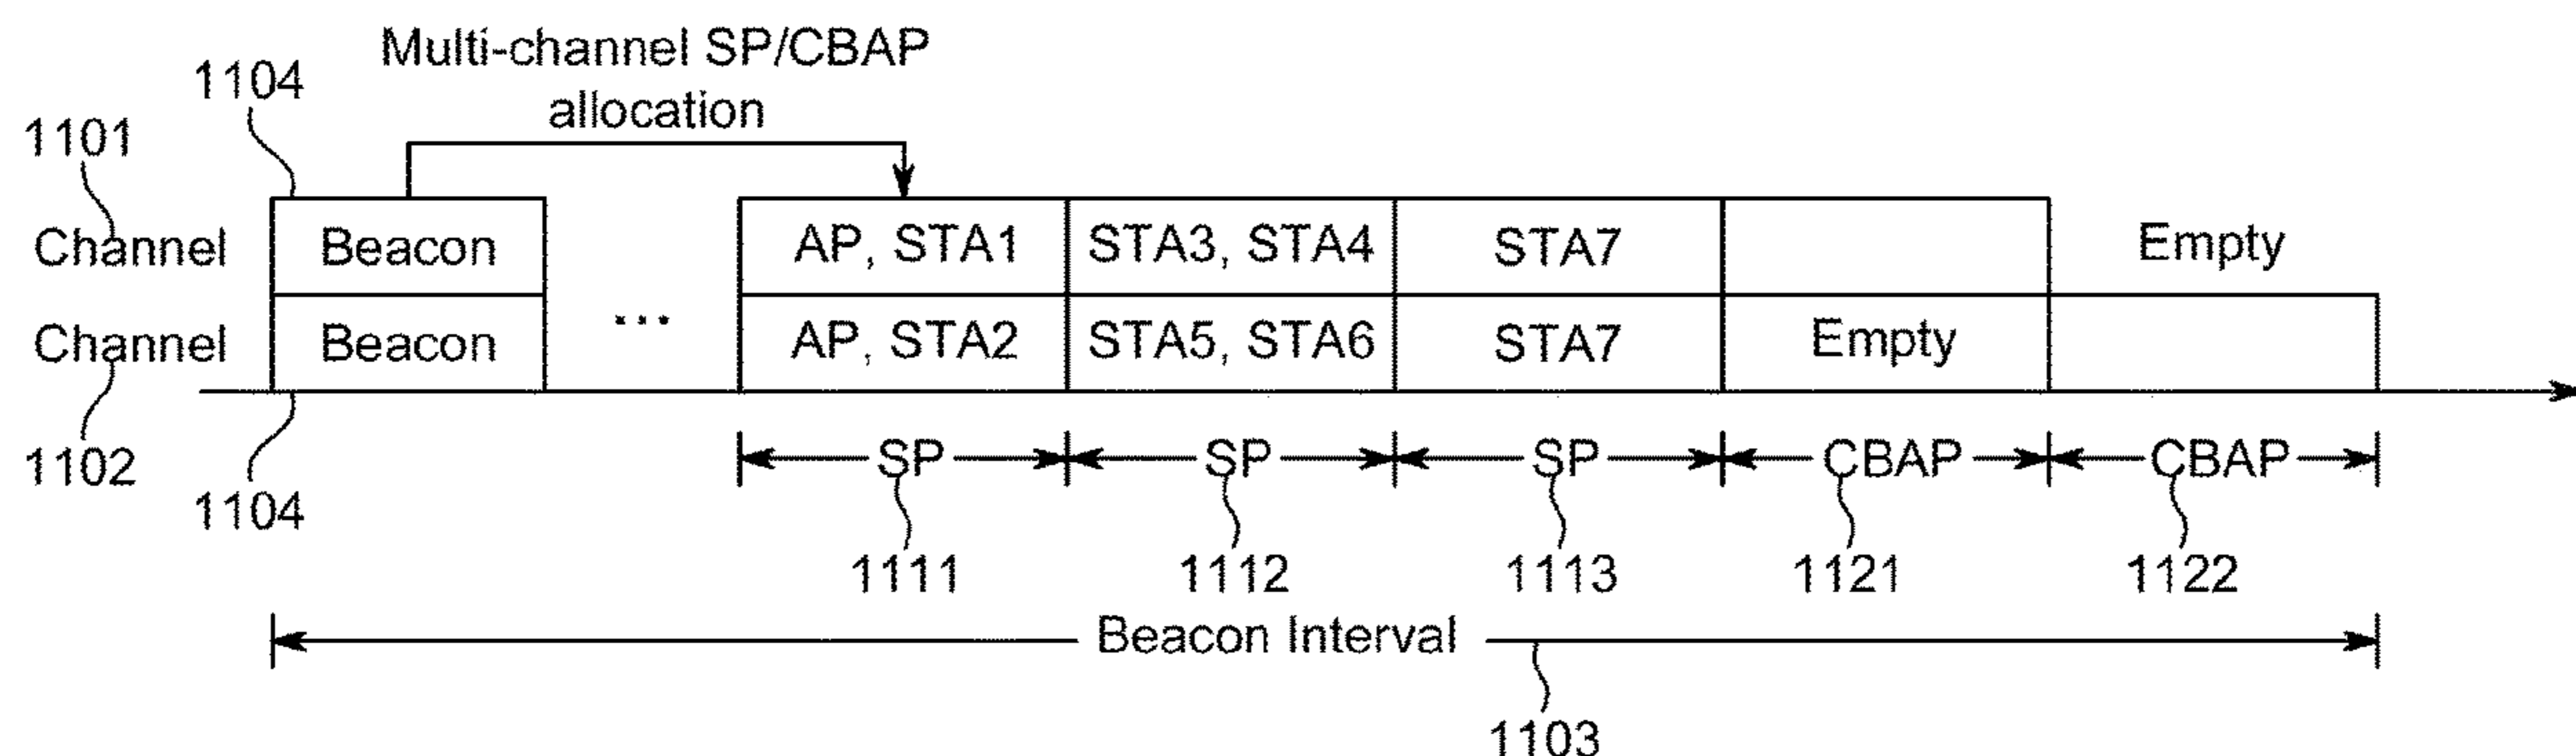 Multi-channel SP/CBAP
allocation
1104
1101
Channel Beacon AP, STA1 STA3, STA4 STA7 Empty
Channel Beacon ... AP, STA2 STA5, STA6 STA7 Empty
1102
1104
SP SP SP CBAP CBAP
1111 1112 1113 1121 1122
Beacon Interval
1103